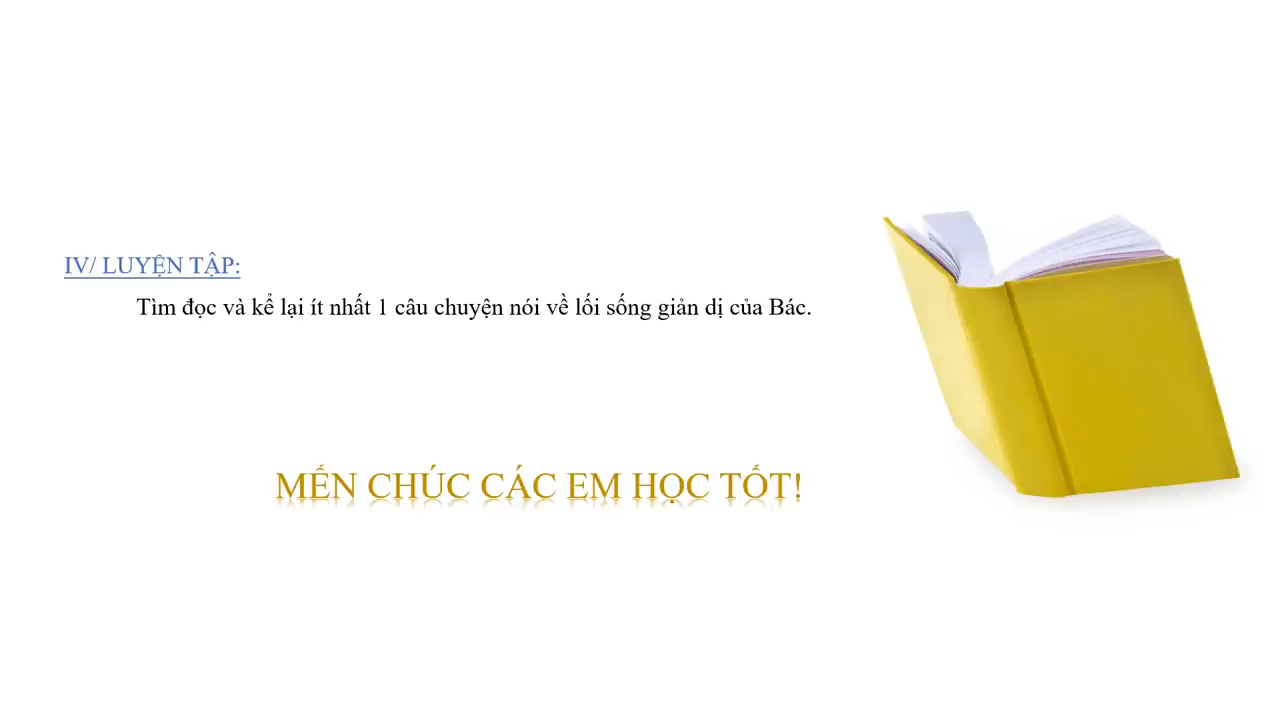 IV/ LUYỆN TẬP:
Tìm đọc và kể lại ít nhất 1 câu chuyện nói về lối sống giản dị của Bác.
MẾN CHÚC CÁC EM HỌC TỐT!